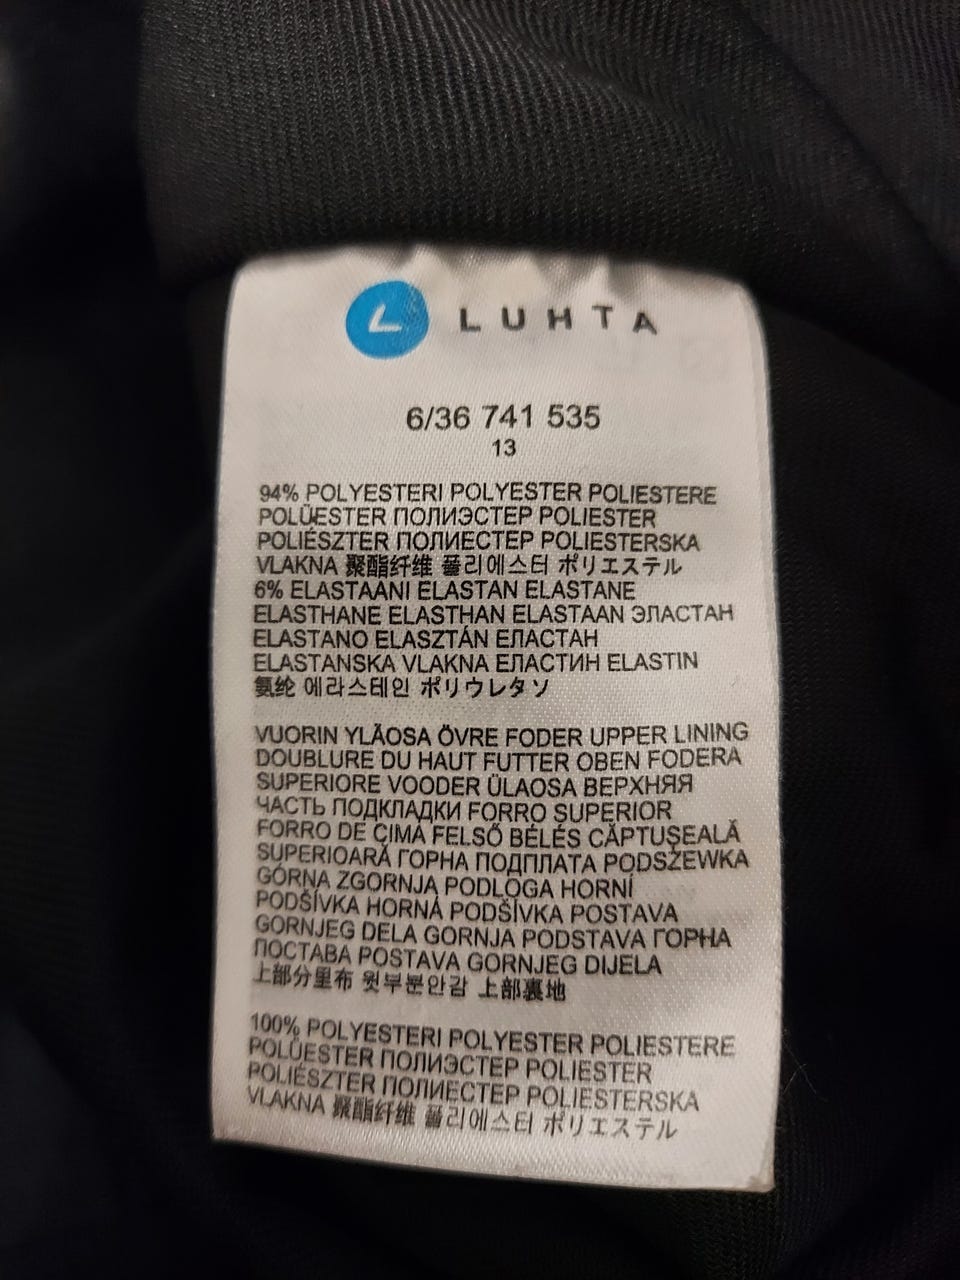 L LUHTA
6/36 741 535
13
94% POLYESTERI POLYESTER POLIESTERE
POLÜESTER ПОЛИЭСТЕР POLIESTER
POLIÉSZTER ПОЛИЕСТЕР POLIESTERSKA
VLAKNA 聚酯纤维 폴리에스터 ポリエステル
6% ELASTAANI ELASTAN ELASTANE
ELASTHANE ELASTHAN ELASTAAN ЭЛАСТАН
ELASTANO ELASZTÁN ЕЛАСТАН
ELASTANSKA VLAKNA ЕЛАСТИН ELASTIN
氨纶 에라스테인 ポリウレタソ
VUORIN YLÄOSA ÖVRE FODER UPPER LINING
DOUBLURE DU HAUT FUTTER OBEN FODERA
SUPERIORE VOODER ÜLAOSA ВЕРХНЯЯ
ЧАСТЬ ПОДКЛАДКИ FORRO SUPERIOR
FORRO DE CIMA FELSŐ BÉLÉS CĂPTUŞEALĂ
SUPERIOARĂ ГОРНА ПОДПЛАТА PODSZEWKA
GÓRNA ZGORNJA PODLOGA HORNÍ
PODŠÍVKA HORNÁ PODŠÍVKA POSTAVA
GORNJEG DELA GORNJA PODSTAVA ГОРНА
ПОСТАВА POSTAVA GORNJEG DIJELA
上部分里布 윗부분안감 上部裏地
100% POLYESTERI POLYESTER POLIESTERE
POLÜESTER ПОЛИЭСТЕР POLIESTER
POLIÉSZTER ПОЛИЕСТЕР POLIESTERSKA
VLAKNA 聚酯纤维 폴리에스터 ポリエステル